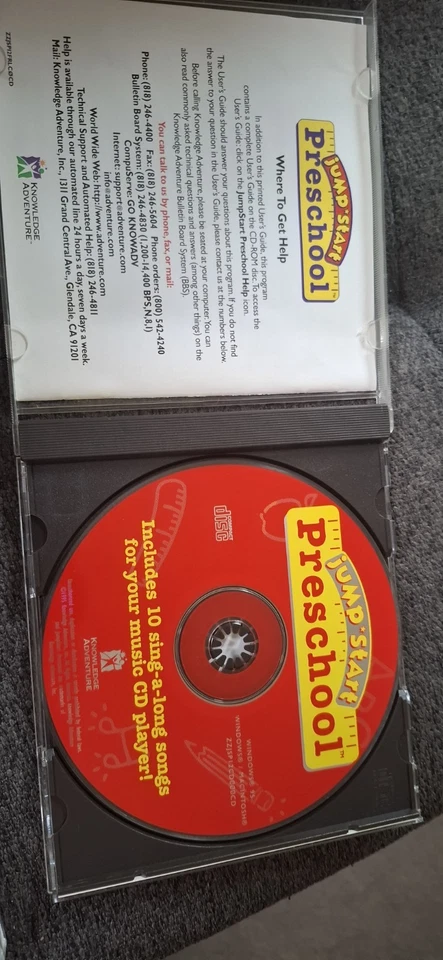 JUMP*START
Preschool™
Where To Get Help
In addition to this printed User's Guide, this program
contains a complete User's Guide on the CD-ROM disc. To access the
User's Guide: click on the JumpStart Preschool Help icon.
The User's Guide should answer your questions about this program. If you do not find
the answer to your question in the User's Guide, please contact us at the numbers below.
Before calling Knowledge Adventure, please be seated at your computer. You can
also read commonly asked technical questions and answers (among other things) on the
Knowledge Adventure Bulletin Board System (BBS).
You can talk to us by phone, fax, or mail:
Phone: (818) 246-4400 Fax: (818) 246-5604 Phone orders: (800) 542-4240
Bulletin Board System: (818) 246-4830 (1,200-14,400 BPS,N,8,1)
CompuServe: GO KNOWADV
Internet: support@adventure.com
info@adventure.com
World Wide Web: http://www.adventure.com
Technical Support and Automated Help: (818) 246-4811
Help is available through our automated line 24 hours a day, seven days a week.
Mail: Knowledge Adventure, Inc., 1311 Grand Central Ave., Glendale, CA 91201
KNOWLEDGE
ADVENTURE®
JUMP*START
Preschool™
COMPACT
disc
WINDOWS® 95
WINDOWS® / MACINTOSH®
Includes 10 sing-a-long songs
for your music CD player!
KNOWLEDGE
ADVENTURE